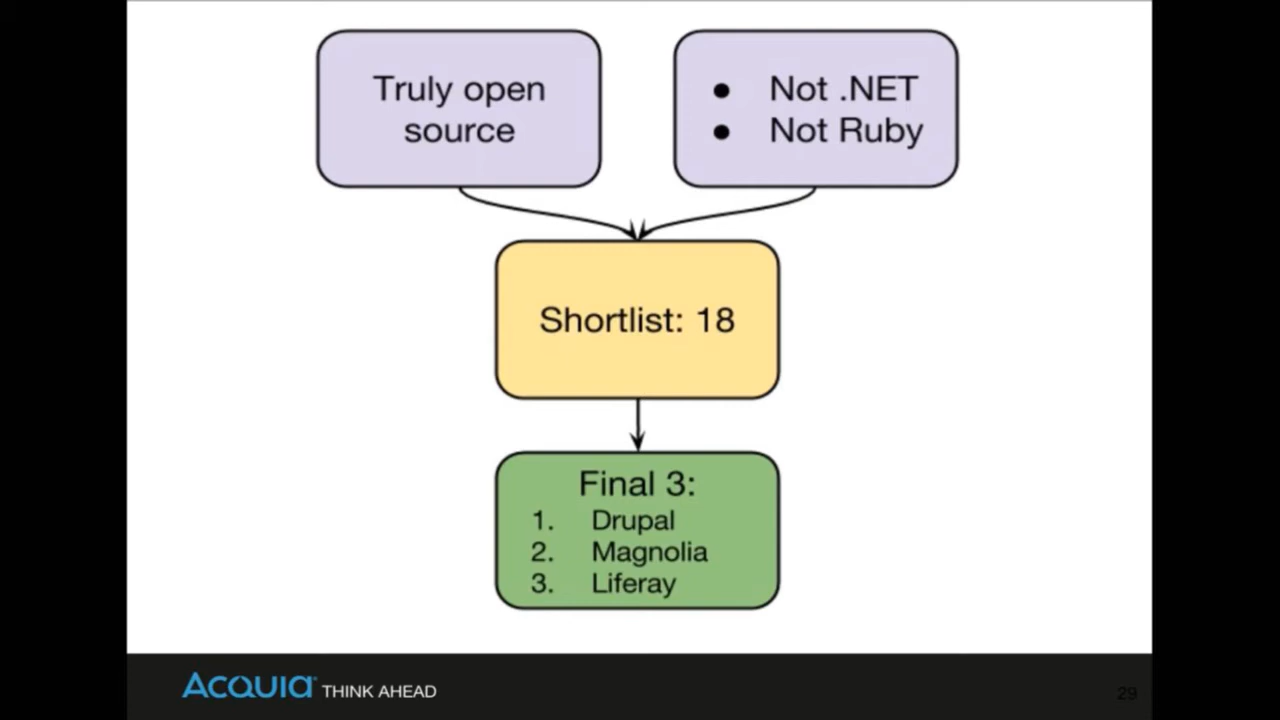 Truly open
source
● Not .NET
● Not Ruby
Shortlist: 18
Final 3:
1. Drupal
2. Magnolia
3. Liferay
ACQUIA THINK AHEAD
29